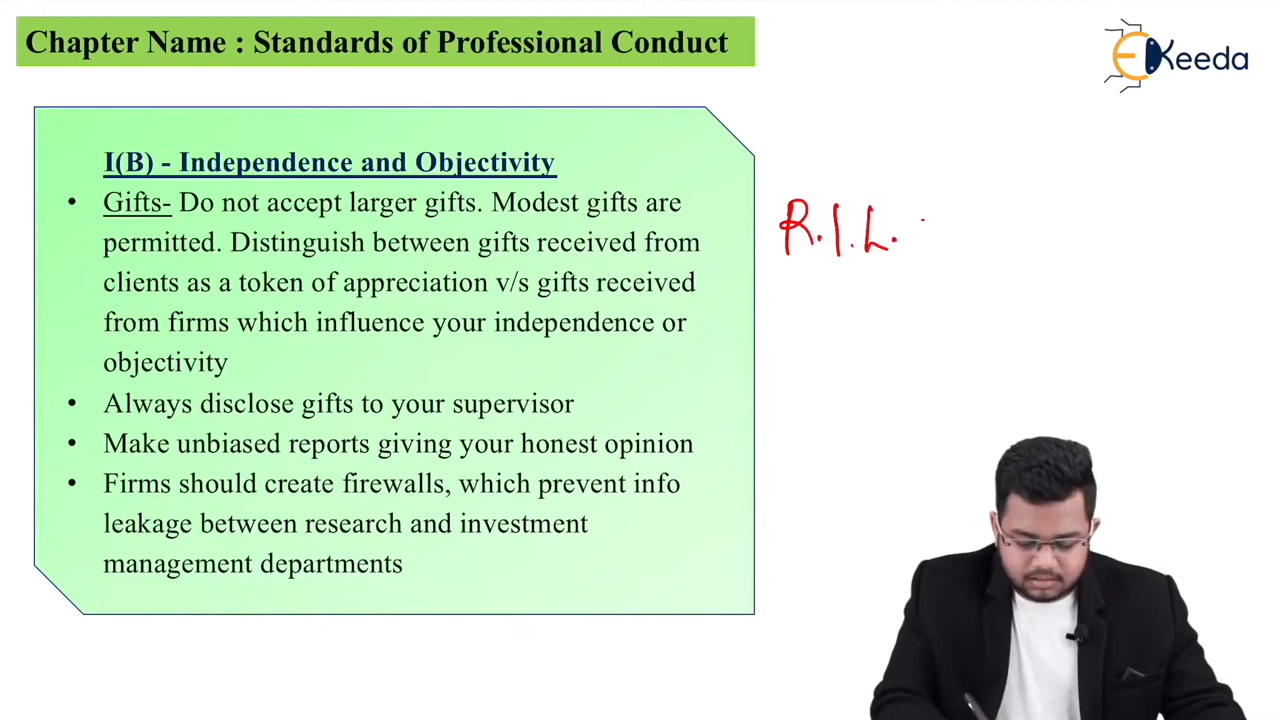 Chapter Name : Standards of Professional Conduct
EKeeda
I(B) - Independence and Objectivity
• Gifts- Do not accept larger gifts. Modest gifts are
permitted. Distinguish between gifts received from
clients as a token of appreciation v/s gifts received
from firms which influence your independence or
objectivity
• Always disclose gifts to your supervisor
• Make unbiased reports giving your honest opinion
• Firms should create firewalls, which prevent info
leakage between research and investment
management departments
R.I.L.